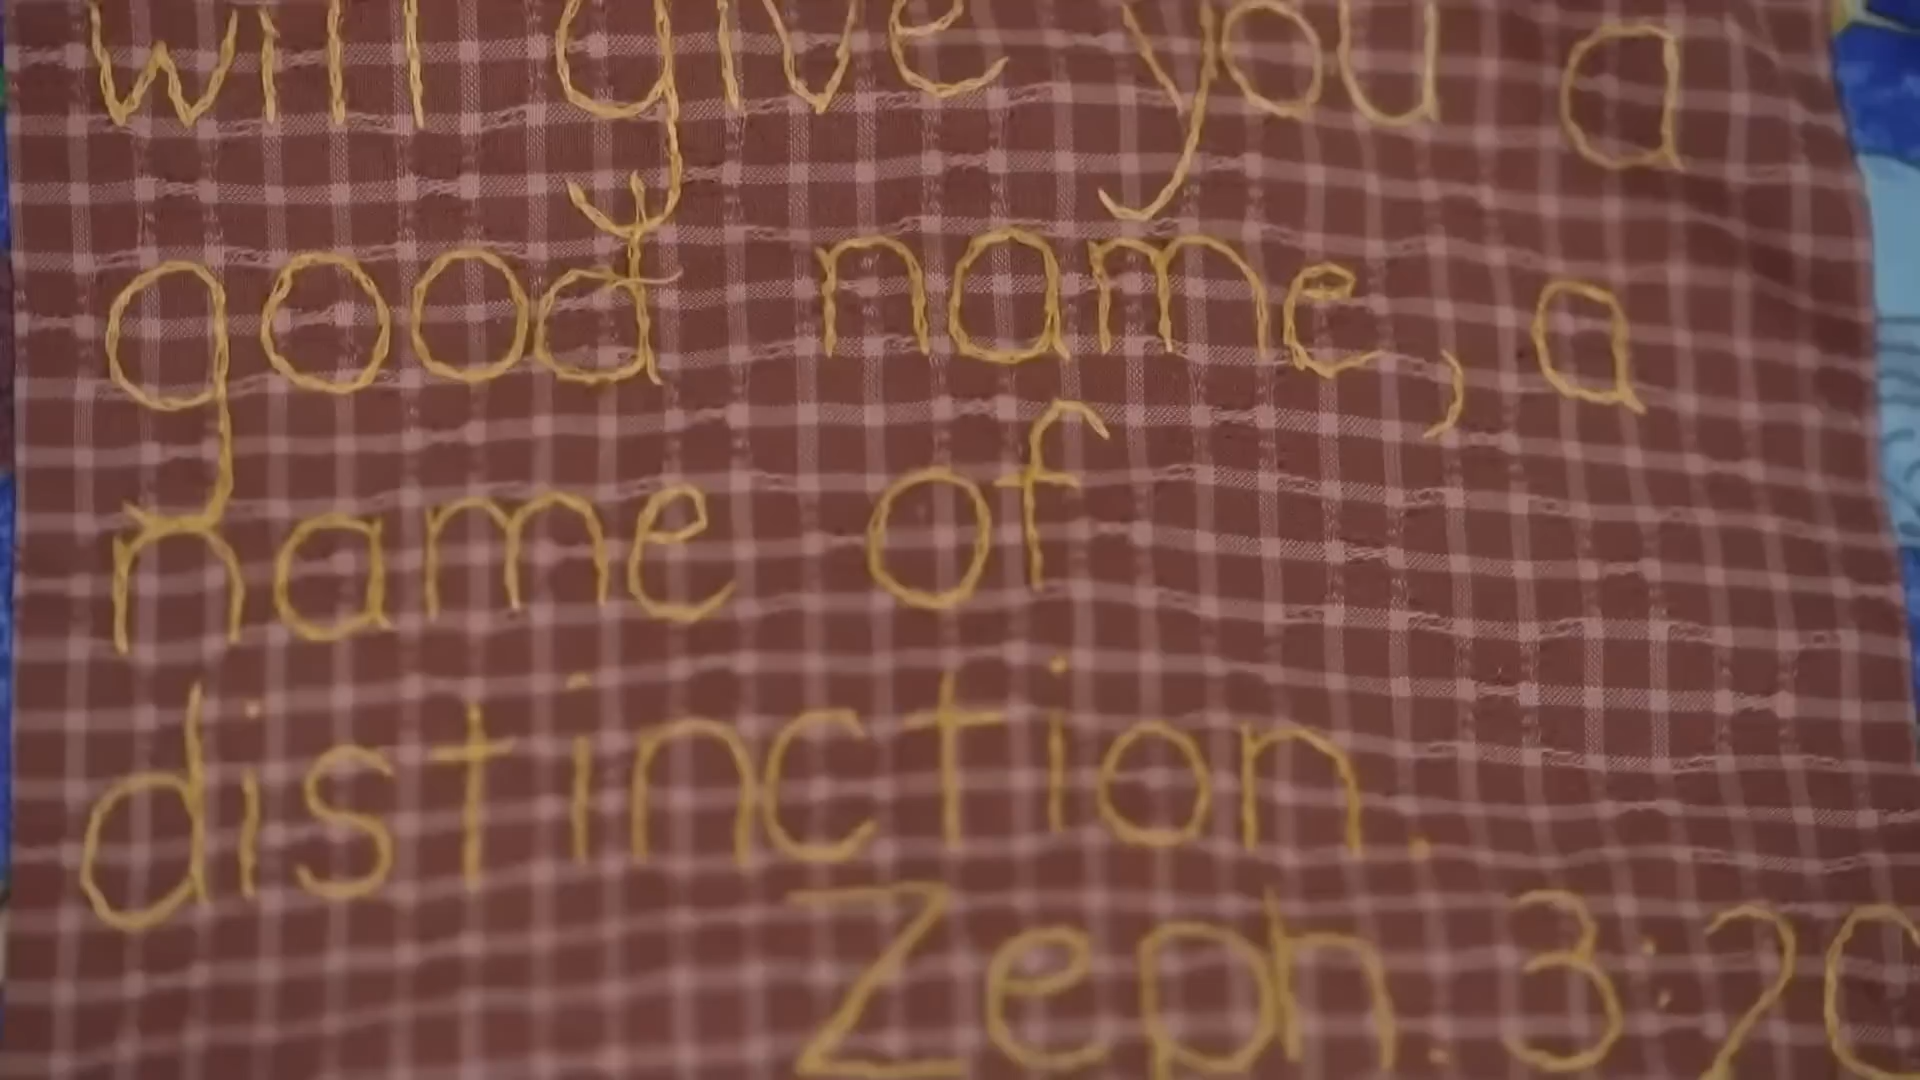 will give you a
good name, a
name of
distinction.
Zeph. 3:20